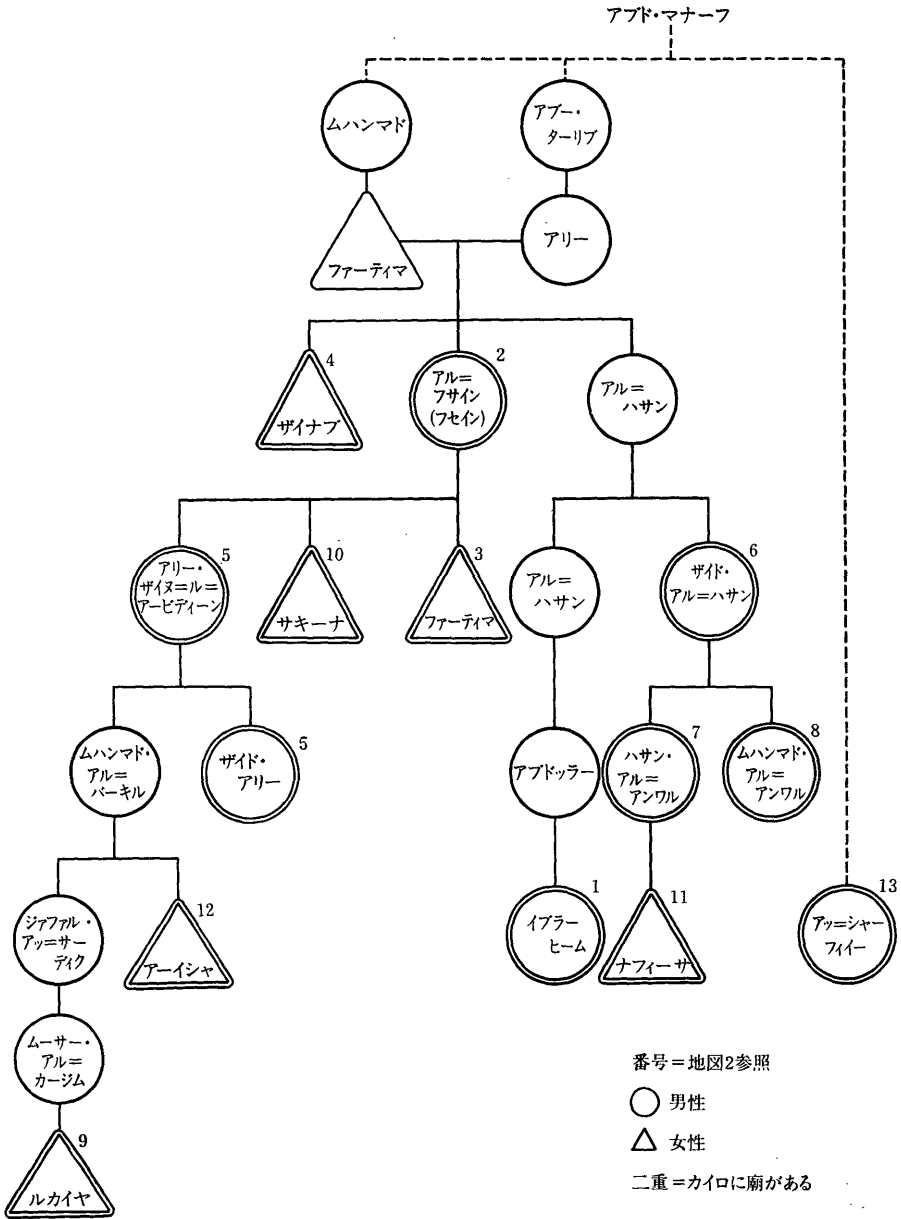 アブド・マナーフ
ムハンマド
アブー・
ターリブ
ファーティマ
アリー
4
ザイナブ
2
アル=
フサイン
(フセイン)
アル=
ハサン
5
アリー・
ザイヌ=ル=
アービディーン
10
サキーナ
3
ファーティマ
アル=
ハサン
6
ザイド・
アル=ハサン
ムハンマド・
アル=
バーキル
5
ザイド・
アリー
アブドッラー
7
ハサン・
アル=
アンワル
8
ムハンマド・
アル=
アンワル
ジァファル・
アッ=サー
ディク
12
アーイシャ
1
イブラー
ヒーム
11
ナフィーサ
13
アッ=シャー
フィイー
ムーサー・
アル=
カージム
9
ルカイヤ
番号=地図2参照
男性
女性
二重=カイロに廟がある